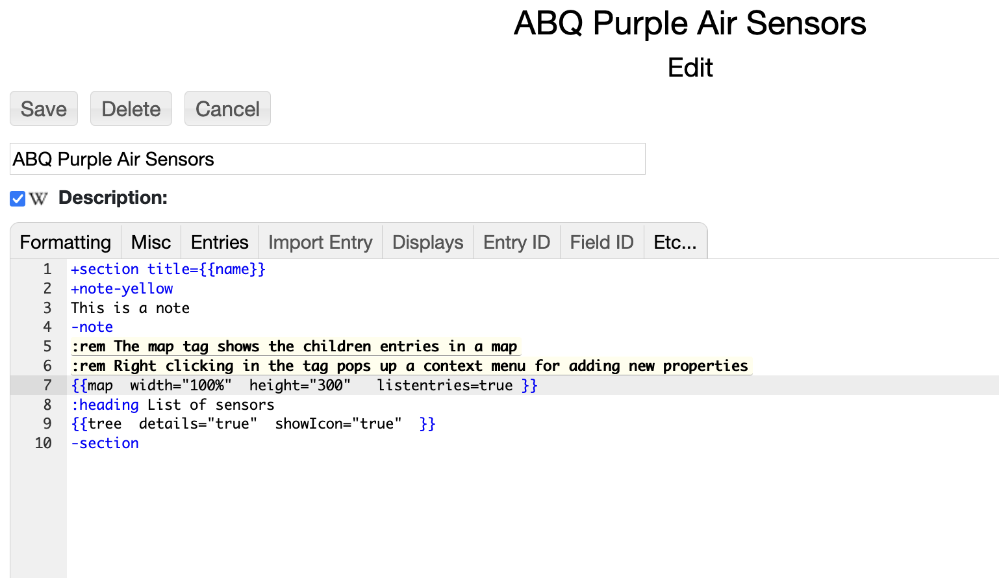 ABQ Purple Air Sensors
Edit
Save Delete Cancel
ABQ Purple Air Sensors
W Description:
Formatting Misc Entries Import Entry Displays Entry ID Field ID Etc...
1 +section title={{name}}
2 +note-yellow
3 This is a note
4 -note
5 :rem The map tag shows the children entries in a map
6 :rem Right clicking in the tag pops up a context menu for adding new properties
7 {{map  width="100%"  height="300"   listentries=true }}
8 :heading List of sensors
9 {{tree  details="true"  showIcon="true"  }}
10 -section